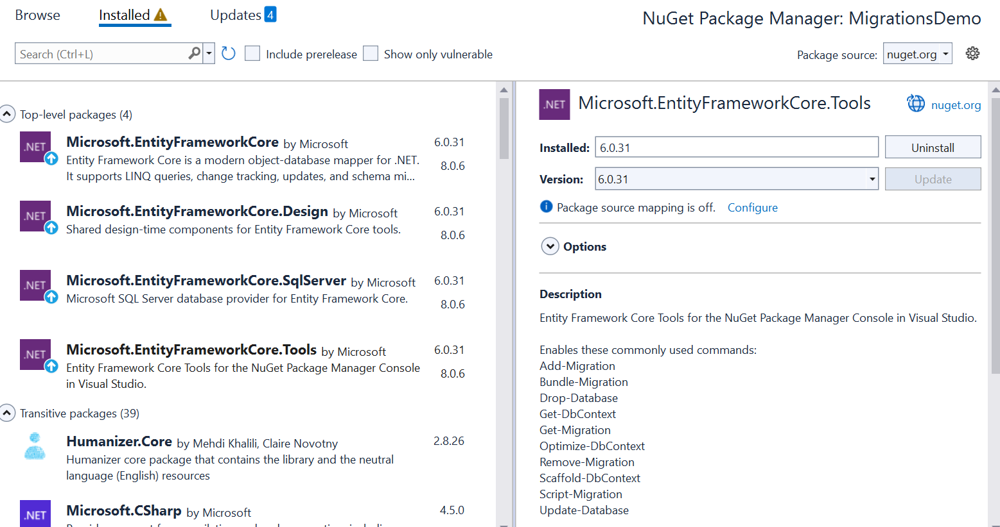 Browse
Installed
Updates 4
NuGet Package Manager: MigrationsDemo
Search (Ctrl+L)
Include prerelease
Show only vulnerable
Package source: nuget.org
Top-level packages (4)
.NET
Microsoft.EntityFrameworkCore by Microsoft
6.0.31
Entity Framework Core is a modern object-database mapper for .NET.
It supports LINQ queries, change tracking, updates, and schema mi...
8.0.6
.NET
Microsoft.EntityFrameworkCore.Design by Microsoft
6.0.31
Shared design-time components for Entity Framework Core tools.
8.0.6
.NET
Microsoft.EntityFrameworkCore.SqlServer by Microsoft
6.0.31
Microsoft SQL Server database provider for Entity Framework Core.
8.0.6
.NET
Microsoft.EntityFrameworkCore.Tools by Microsoft
6.0.31
Entity Framework Core Tools for the NuGet Package Manager Console
in Visual Studio.
8.0.6
Transitive packages (39)
Humanizer.Core by Mehdi Khalili, Claire Novotny
2.8.26
Humanizer core package that contains the library and the neutral
language (English) resources
.NET
Microsoft.CSharp by Microsoft
4.5.0
.NET
Microsoft.EntityFrameworkCore.Tools
nuget.org
Installed: 6.0.31
Uninstall
Version: 6.0.31
Update
Package source mapping is off. Configure
Options
Description
Entity Framework Core Tools for the NuGet Package Manager Console in Visual Studio.
Enables these commonly used commands:
Add-Migration
Bundle-Migration
Drop-Database
Get-DbContext
Get-Migration
Optimize-DbContext
Remove-Migration
Scaffold-DbContext
Script-Migration
Update-Database